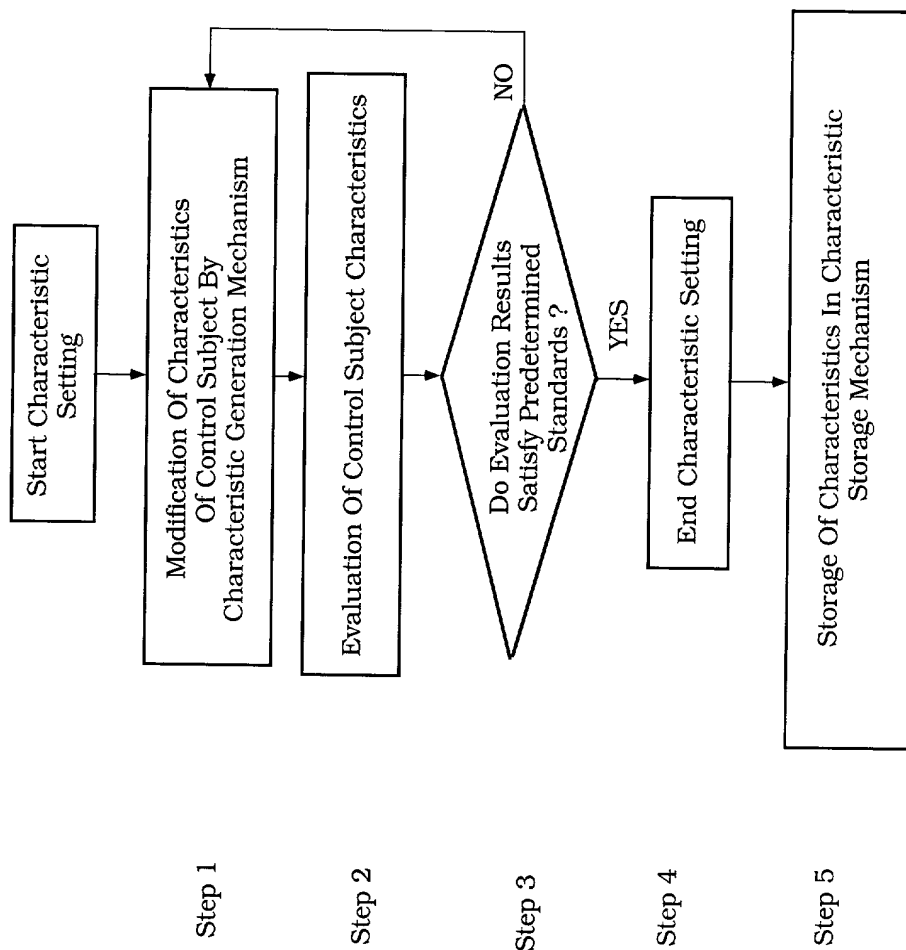 Start Characteristic
Setting
Step 1
Modification Of Characteristics
Of Control Subject By
Characteristic Generation Mechanism
Step 2
Evaluation Of Control Subject Characteristics
Step 3
Do Evaluation Results
Satisfy Predetermined
Standards ?
NO
YES
Step 4
End Characteristic Setting
Step 5
Storage Of Characteristics In Characteristic
Storage Mechanism